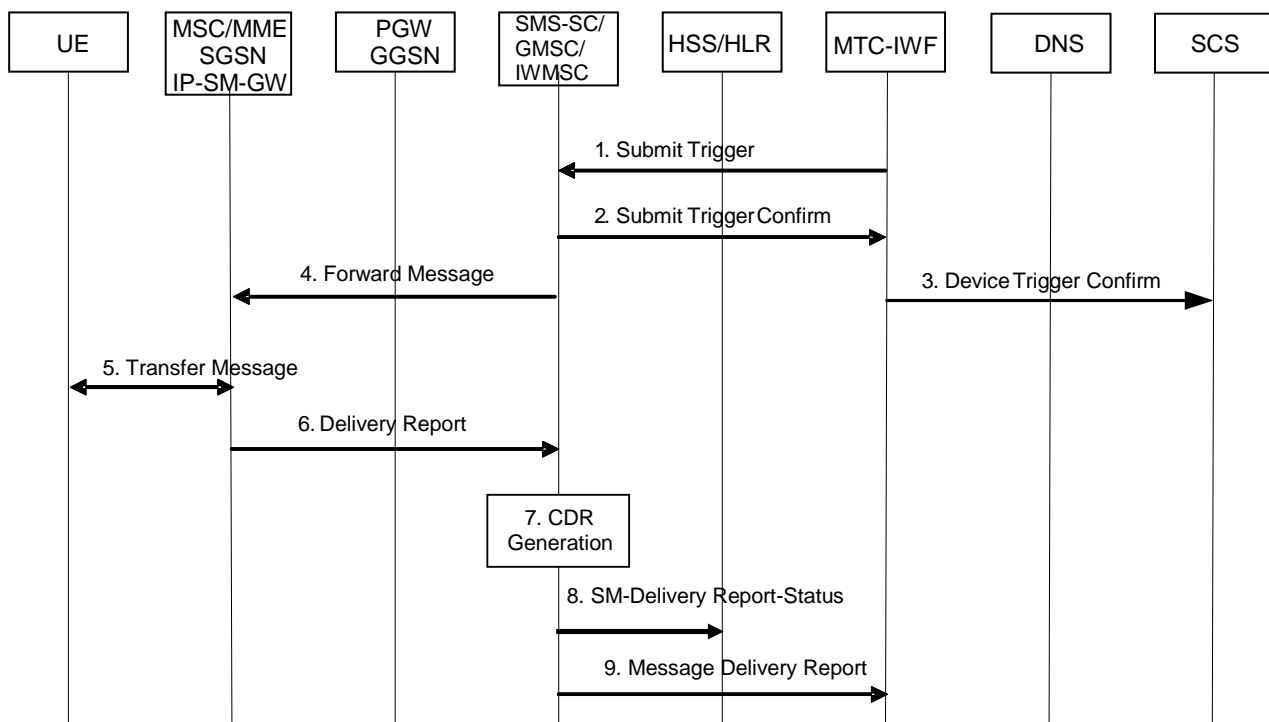 UE
MSC/MME
SGSN
IP-SM-GW
PGW
GGSN
SMS-SC/
GMSC/
IWMSC
HSS/HLR
MTC-IWF
DNS
SCS
1. Submit Trigger
2. Submit Trigger Confirm
4. Forward Message
3. Device Trigger Confirm
5. Transfer Message
6. Delivery Report
7. CDR
Generation
8. SM-Delivery Report-Status
9. Message Delivery Report